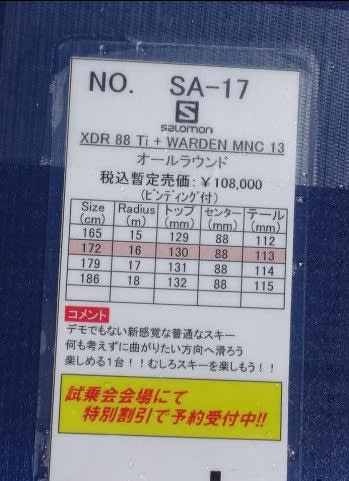 NO. SA-17
S
salomon
XDR 88 Ti + WARDEN MNC 13
オールラウンド
税込暫定売価：￥108,000
(ビンディング付)
Size (cm) Radius (m) トップ (mm) センター (mm) テール (mm)
165 15 129 88 112
172 16 130 88 113
179 17 131 88 114
186 18 132 88 115
コメント
デモでもない新感覚な普通なスキー
何も考えずに曲がりたい方向へ滑ろう
楽しめる1台！！むしろスキーを楽しもう！！
試乗会会場にて
特別割引で予約受付中!!